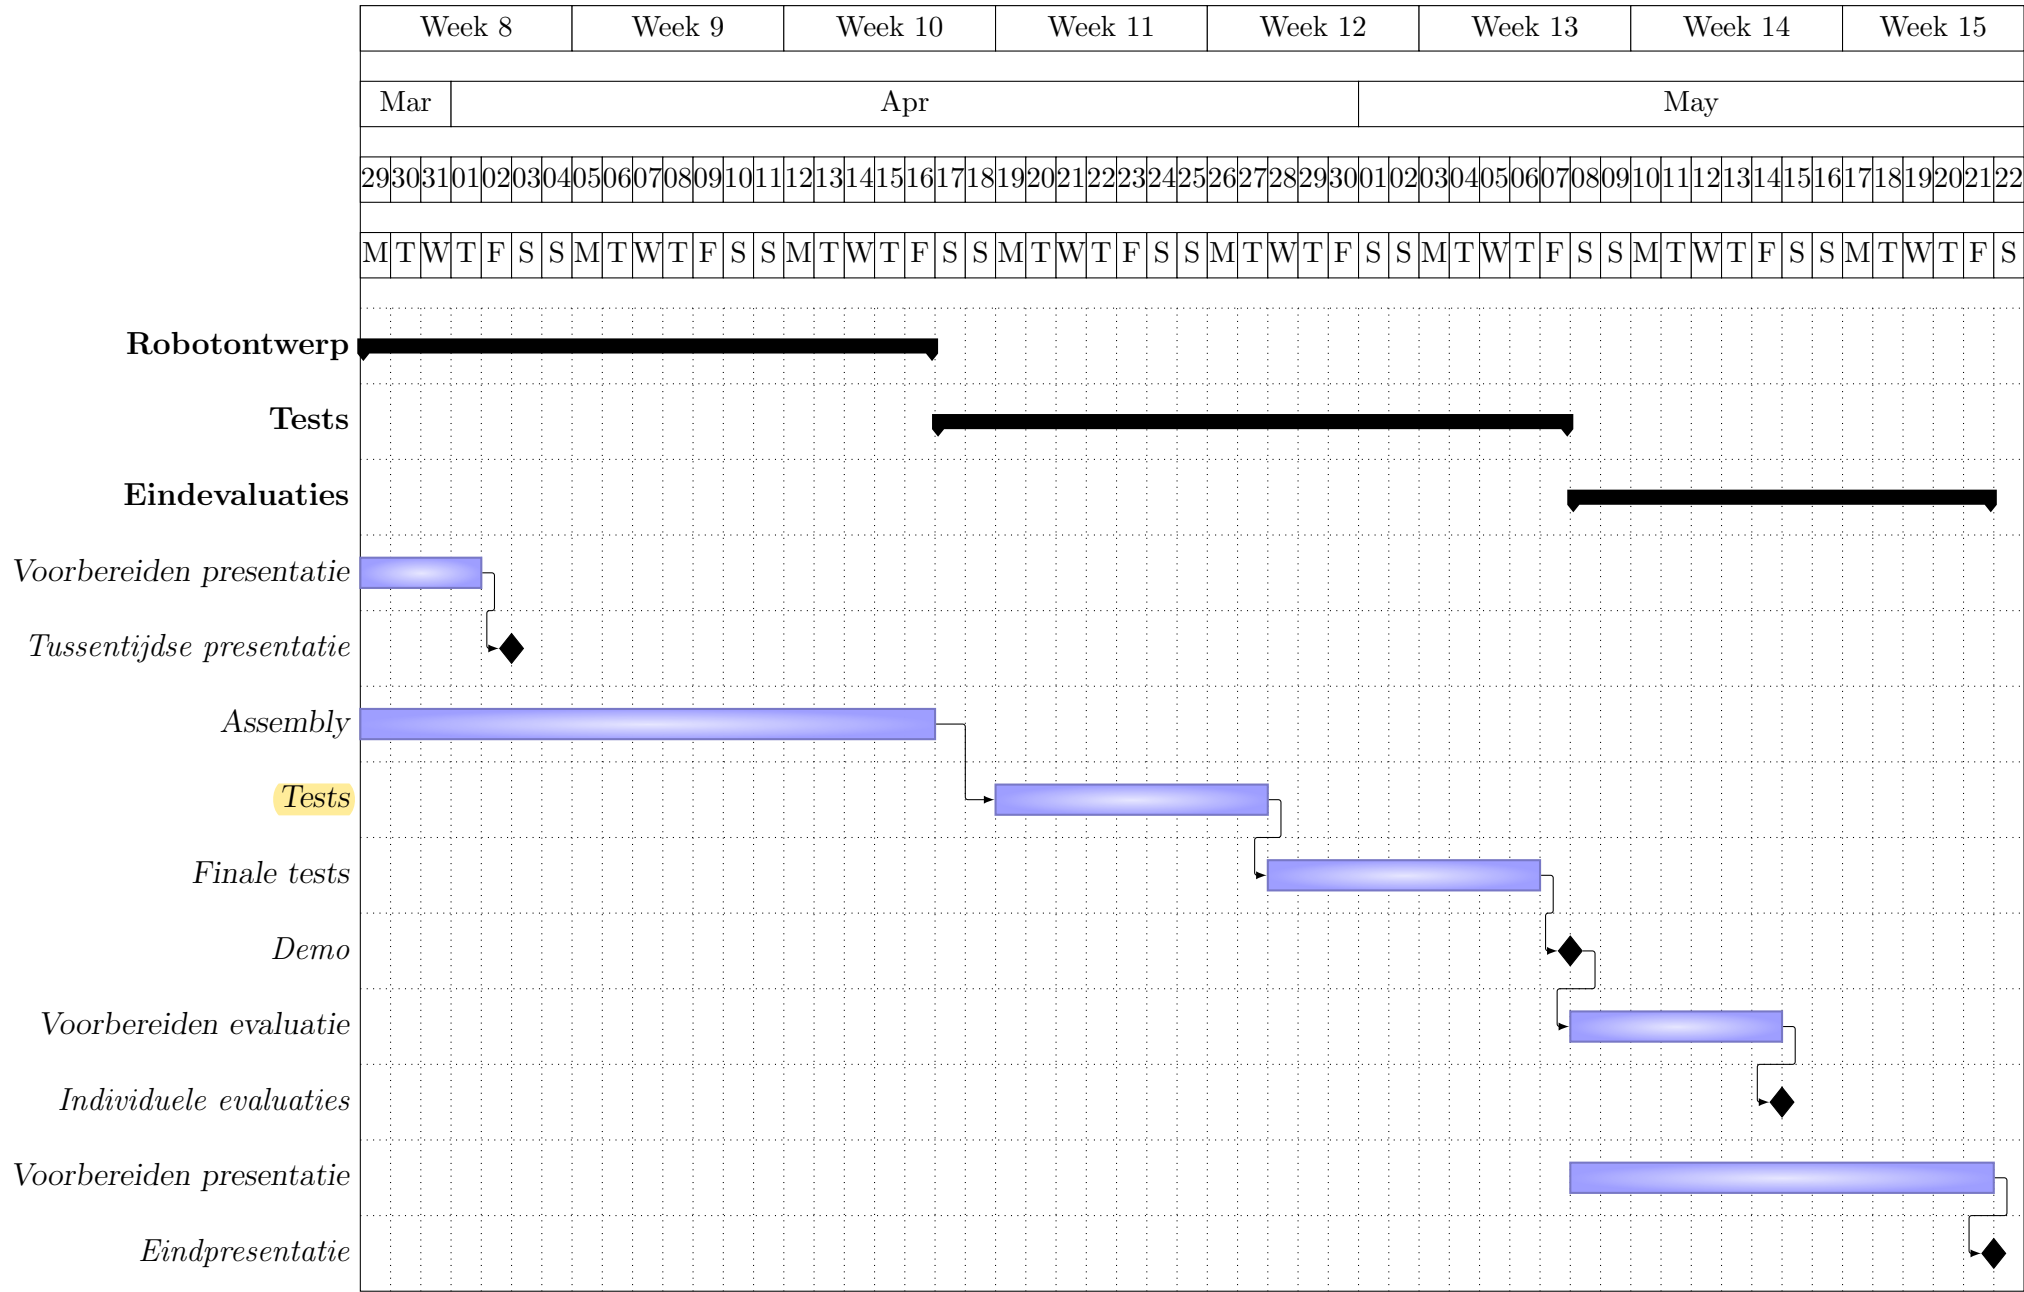 Week 8 Week 9 Week 10 Week 11 Week 12 Week 13 Week 14 Week 15
Mar Apr May
29 30 31 01 02 03 04 05 06 07 08 09 10 11 12 13 14 15 16 17 18 19 20 21 22 23 24 25 26 27 28 29 30 01 02 03 04 05 06 07 08 09 10 11 12 13 14 15 16 17 18 19 20 21 22
M T W T F S S M T W T F S S M T W T F S S M T W T F S S M T W T F S S M T W T F S S M T W T F S S M T W T F S
Robotontwerp
Tests
Eindevaluaties
Voorbereiden presentatie
Tussentijdse presentatie
Assembly
Tests
Finale tests
Demo
Voorbereiden evaluatie
Individuele evaluaties
Voorbereiden presentatie
Eindpresentatie